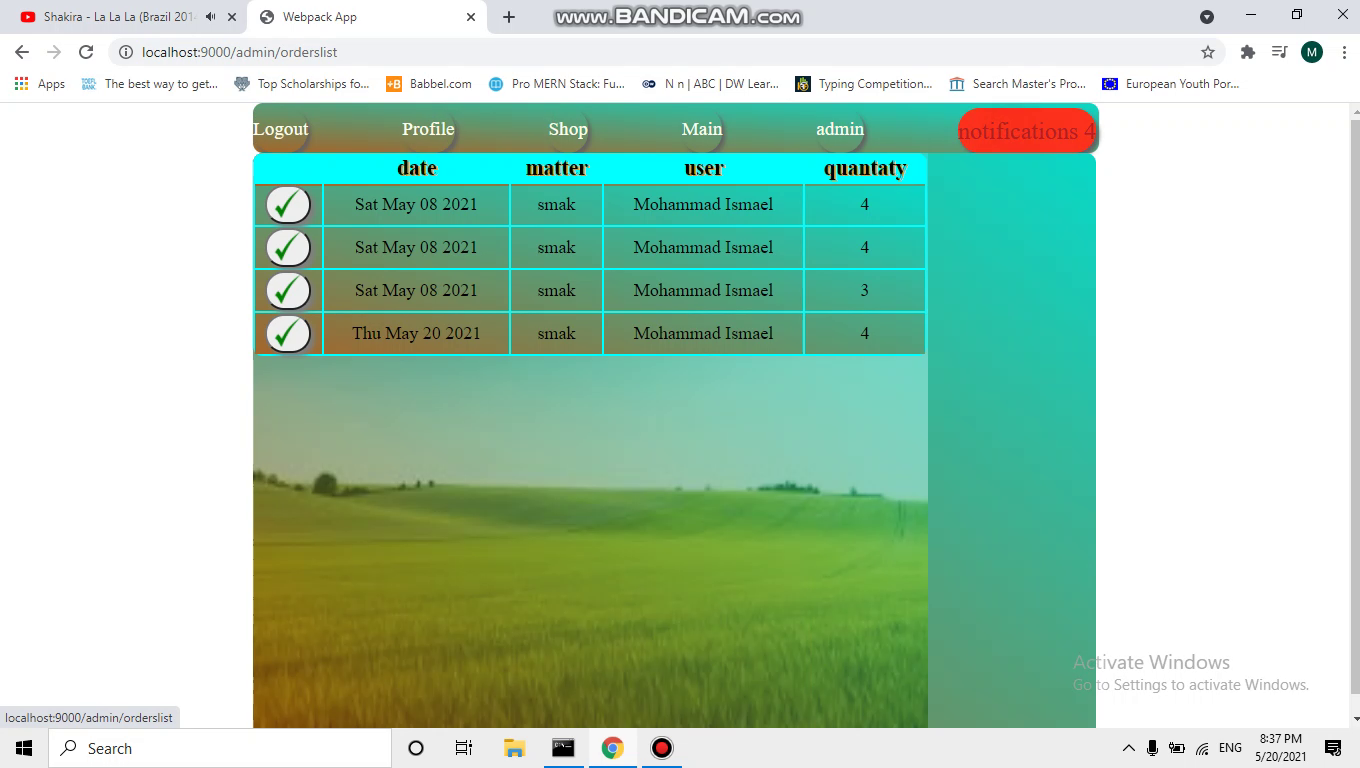 Shakira - La La La (Brazil 201
Webpack App
www.BANDICAM.com
localhost:9000/admin/orderslist
M
Apps
TOEFL BANK
The best way to get...
Top Scholarships fo...
+B
Babbel.com
Pro MERN Stack: Fu...
N n | ABC | DW Lear...
Typing Competition...
Search Master's Pro...
European Youth Por...
Logout Profile Shop Main admin notifications 4
date matter user quantaty
Sat May 08 2021 smak Mohammad Ismael 4
Sat May 08 2021 smak Mohammad Ismael 4
Sat May 08 2021 smak Mohammad Ismael 3
Thu May 20 2021 smak Mohammad Ismael 4
Activate Windows
Go to Settings to activate Windows.
localhost:9000/admin/orderslist
Search
ENG
8:37 PM
5/20/2021